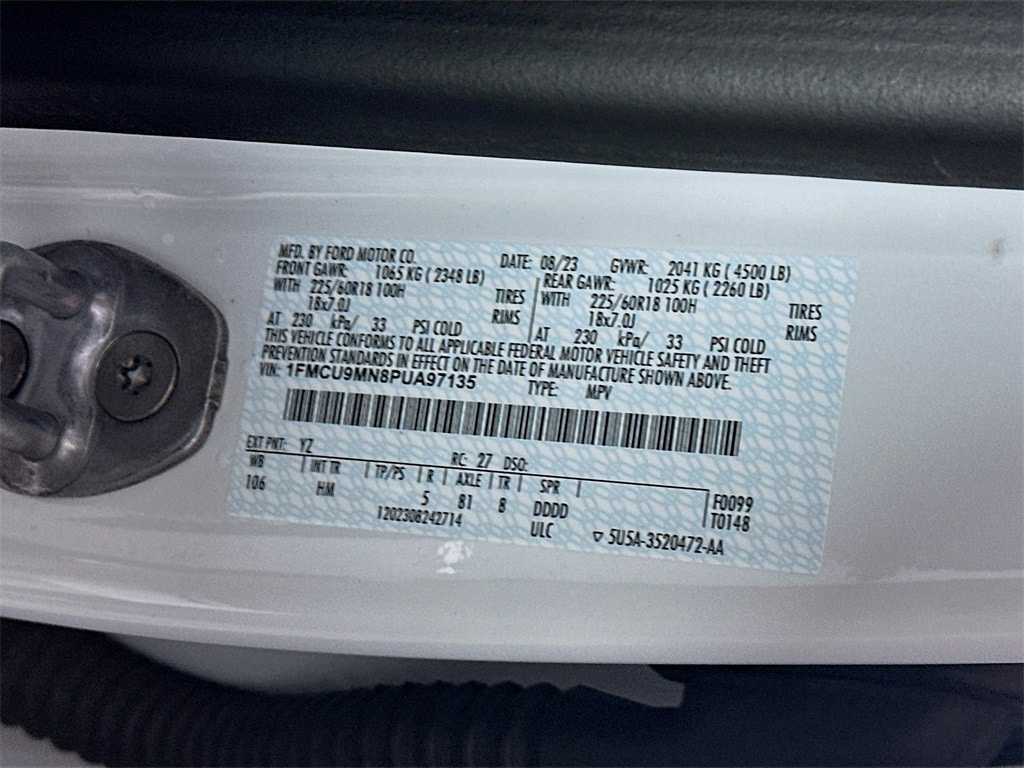 MFD. BY FORD MOTOR CO. DATE: 08/23 GVWR: 2041 KG ( 4500 LB)
FRONT GAWR: 1065 KG ( 2348 LB) REAR GAWR: 1025 KG ( 2260 LB)
WITH 225/60R18 100H TIRES WITH 225/60R18 100H TIRES
18x7.0J RIMS 18x7.0J RIMS
AT 230 kPa/ 33 PSI COLD AT 230 kPa/ 33 PSI COLD
THIS VEHICLE CONFORMS TO ALL APPLICABLE FEDERAL MOTOR VEHICLE SAFETY AND THEFT
PREVENTION STANDARDS IN EFFECT ON THE DATE OF MANUFACTURE SHOWN ABOVE.
VIN: 1FMCU9MN8PUA97135 TYPE: MPV
EXT PNT: YZ RC: 27 DSO:
WB | INT TR | TP/PS | R | AXLE | TR | SPR | F0099
106 HM 5 81 8 DDDD T0148
1202308242714 ULC ▽ 5U5A-3520472-AA